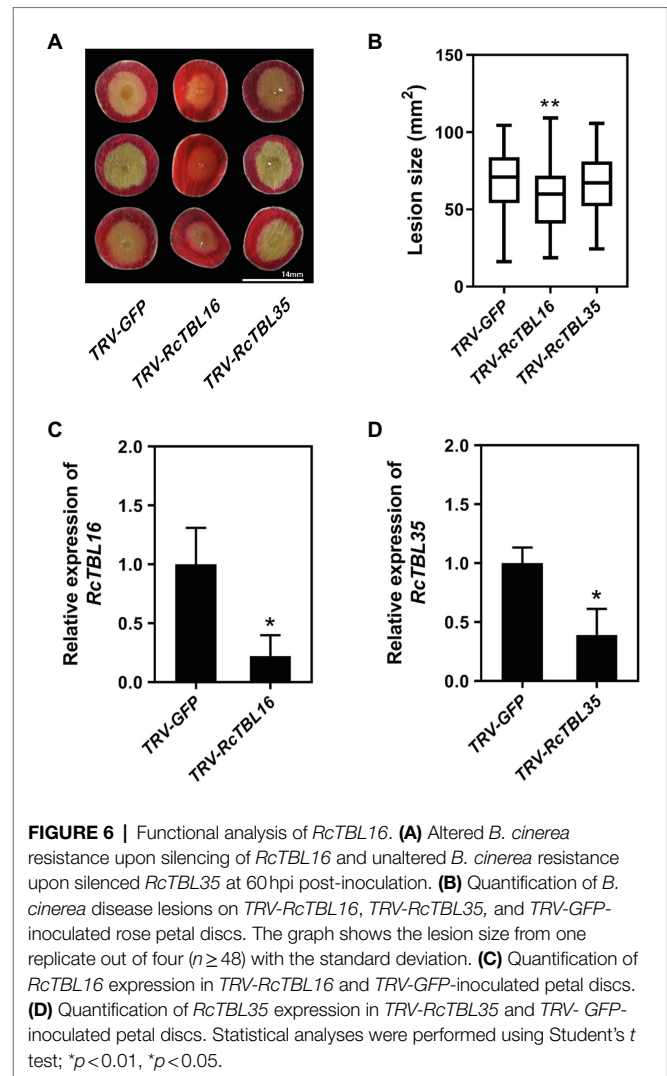 A
14mm
TRV-GFP
TRV-RcTBL16
TRV-RcTBL35
B
Lesion size (mm²)
150
100
50
0
**
TRV-GFP
TRV-RcTBL16
TRV-RcTBL35
C
Relative expression of
RcTBL16
2.0
1.5
1.0
0.5
0.0
*
TRV-GFP
TRV-RcTBL16
D
Relative expression of
RcTBL35
2.0
1.5
1.0
0.5
0.0
*
TRV-GFP
TRV-RcTBL35
FIGURE 6 | Functional analysis of RcTBL16. (A) Altered B. cinerea
resistance upon silencing of RcTBL16 and unaltered B. cinerea resistance
upon silenced RcTBL35 at 60hpi post-inoculation. (B) Quantification of B.
cinerea disease lesions on TRV-RcTBL16, TRV-RcTBL35, and TRV-GFP-
inoculated rose petal discs. The graph shows the lesion size from one
replicate out of four (n ≥ 48) with the standard deviation. (C) Quantification of
RcTBL16 expression in TRV-RcTBL16 and TRV-GFP-inoculated petal discs.
(D) Quantification of RcTBL35 expression in TRV-RcTBL35 and TRV- GFP-
inoculated petal discs. Statistical analyses were performed using Student's t
test; *p < 0.01, *p < 0.05.